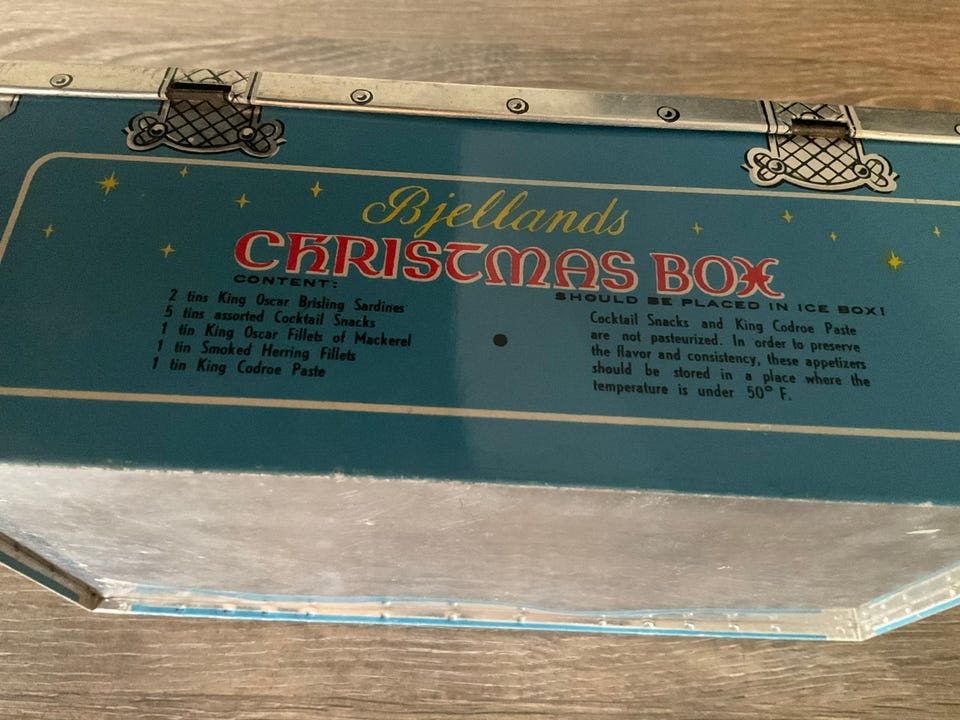 Bjellands
CHRISTMAS BOX
CONTENT:
2 tins King Oscar Brisling Sardines
5 tins assorted Cocktail Snacks
1 tin King Oscar Fillets of Mackerel
1 tin Smoked Herring Fillets
1 tin King Codroe Paste
SHOULD BE PLACED IN ICE BOX!
Cocktail Snacks and King Codroe Paste
are not pasteurized. In order to preserve
the flavor and consistency, these appetizers
should be stored in a place where the
temperature is under 50° F.